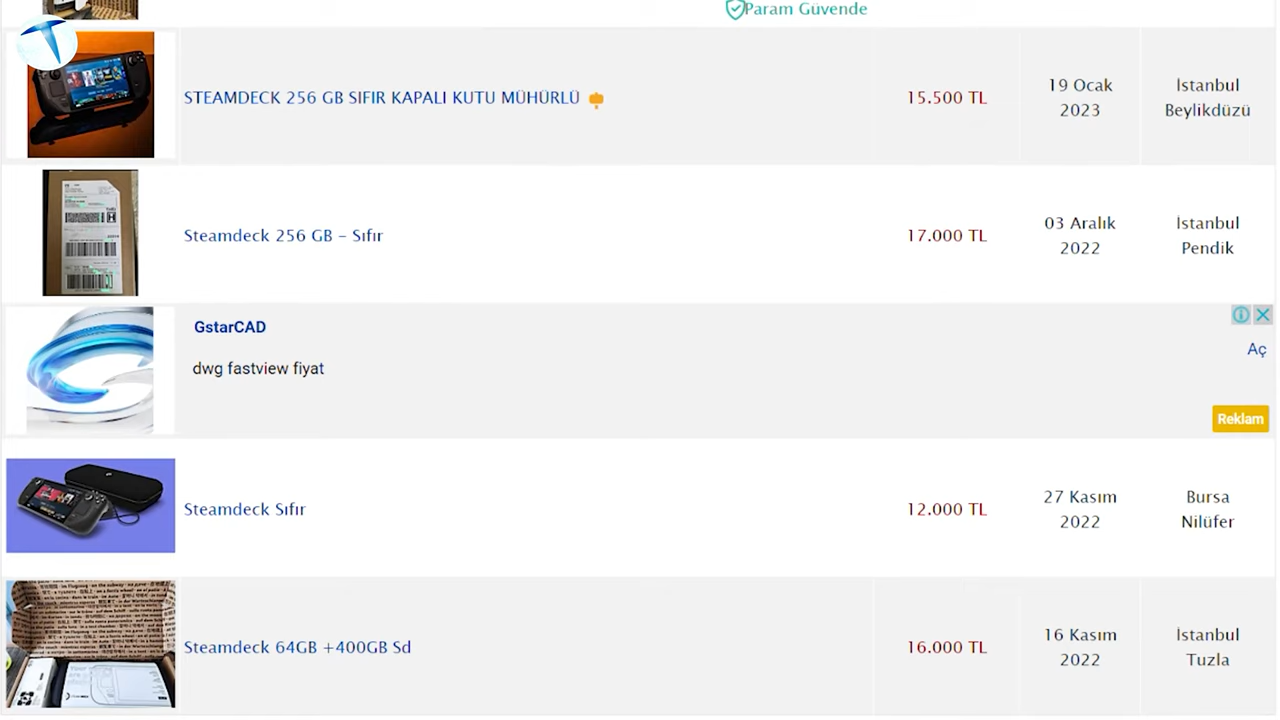 Param Güvende
STEAMDECK 256 GB SIFIR KAPALI KUTU MÜHÜRLÜ
15.500 TL
19 Ocak
2023
İstanbul
Beylikdüzü
Steamdeck 256 GB – Sıfır
17.000 TL
03 Aralık
2022
İstanbul
Pendik
GstarCAD
dwg fastview fiyat
Aç
Reklam
Steamdeck Sıfır
12.000 TL
27 Kasım
2022
Bursa
Nilüfer
Steamdeck 64GB +400GB Sd
16.000 TL
16 Kasım
2022
İstanbul
Tuzla